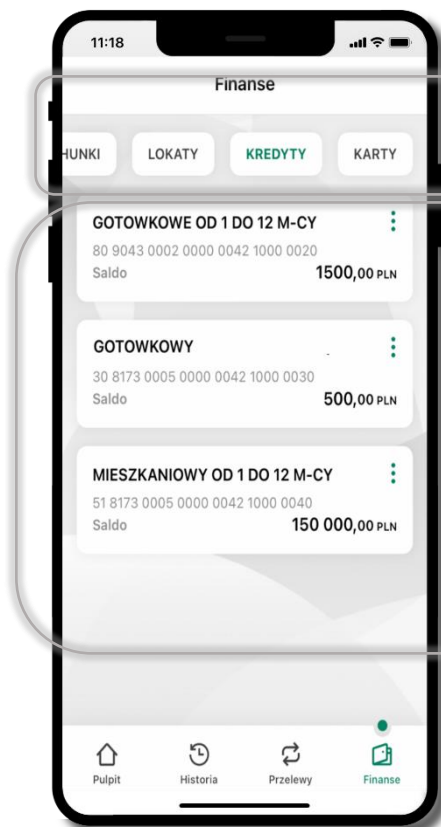 11:18
Finanse
HUNKI LOKATY KREDYTY KARTY
GOTOWKOWE OD 1 DO 12 M-CY
80 9043 0002 0000 0042 1000 0020
Saldo 1500,00 PLN
GOTOWKOWY
30 8173 0005 0000 0042 1000 0030
Saldo 500,00 PLN
MIESZKANIOWY OD 1 DO 12 M-CY
51 8173 0005 0000 0042 1000 0040
Saldo 150 000,00 PLN
Pulpit Historia Przelewy Finanse